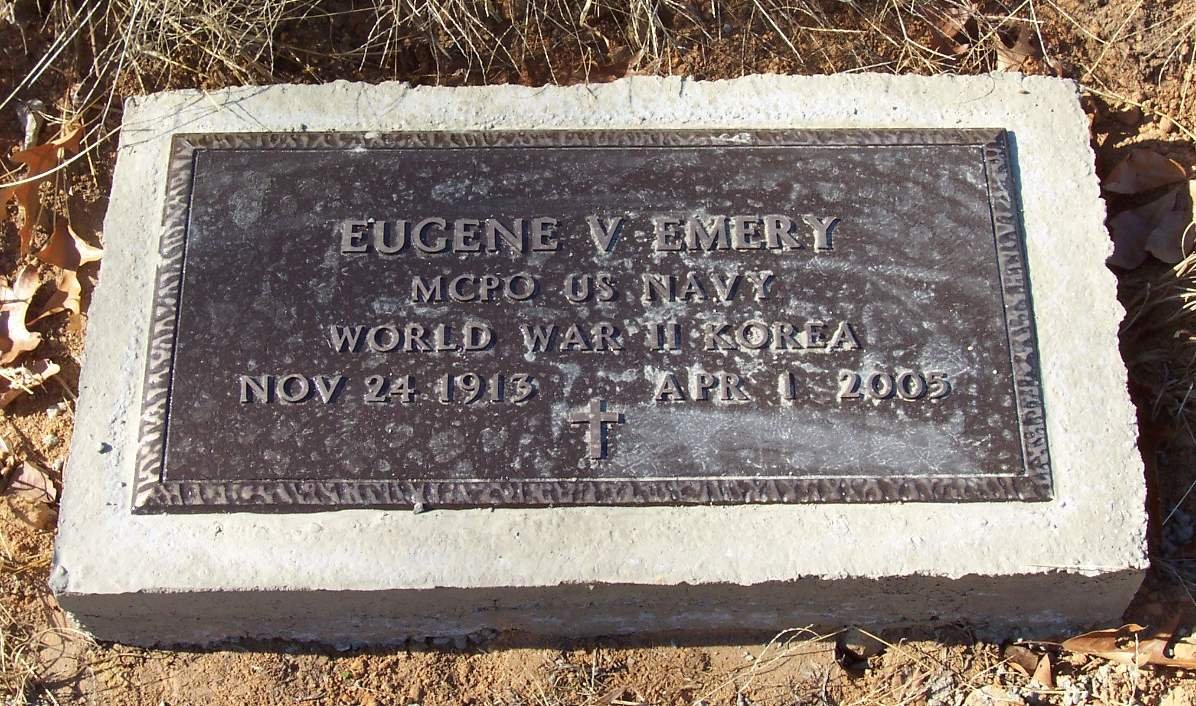 EUGENE V EMERY
MCPO US NAVY
WORLD WAR II KOREA
NOV 24 1913 APR 1 2005